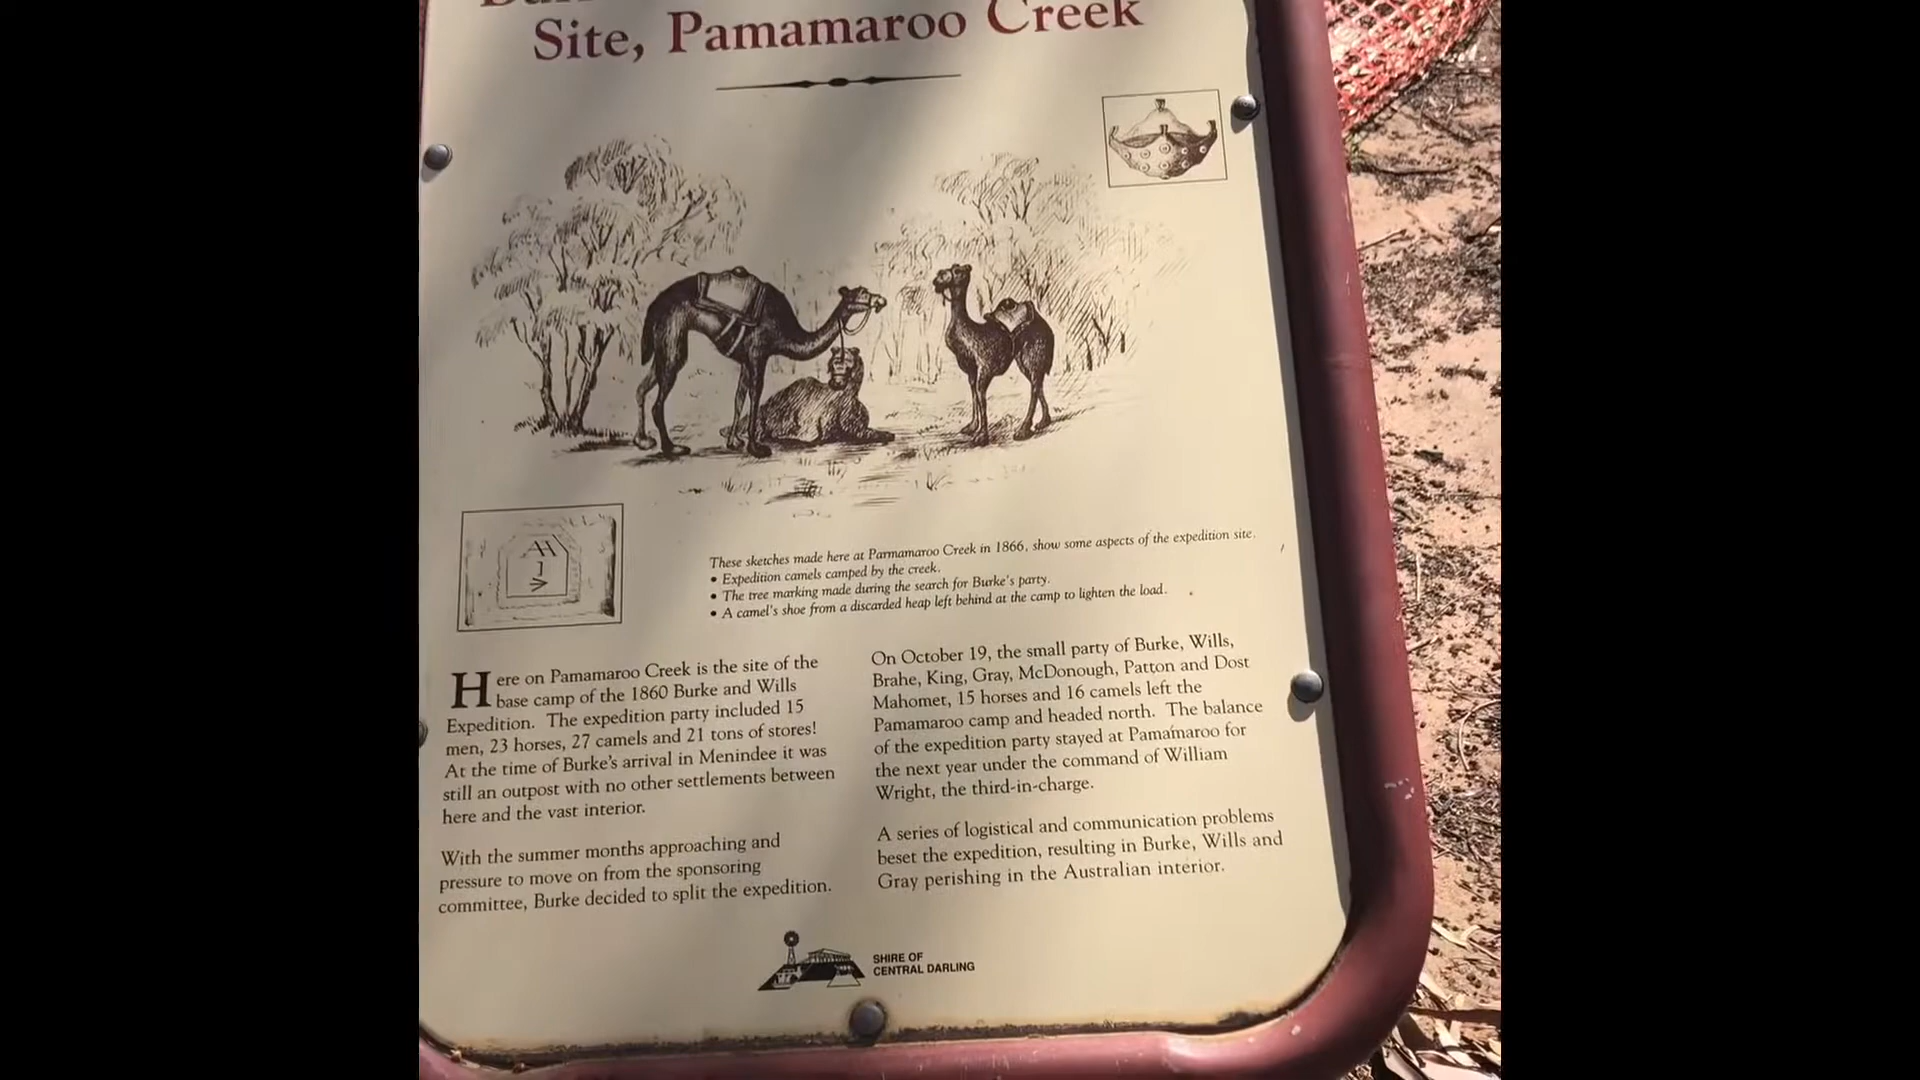 Site, Pamamaroo Creek
AH
J
These sketches made here at Parmamaroo Creek in 1866, show some aspects of the expedition site.
• Expedition camels camped by the creek.
• The tree marking made during the search for Burke's party.
• A camel's shoe from a discarded heap left behind at the camp to lighten the load.
Here on Pamamaroo Creek is the site of the
base camp of the 1860 Burke and Wills
Expedition. The expedition party included 15
men, 23 horses, 27 camels and 21 tons of stores!
At the time of Burke's arrival in Menindee it was
still an outpost with no other settlements between
here and the vast interior.
With the summer months approaching and
pressure to move on from the sponsoring
committee, Burke decided to split the expedition.
On October 19, the small party of Burke, Wills,
Brahe, King, Gray, McDonough, Patton and Dost
Mahomet, 15 horses and 16 camels left the
Pamamaroo camp and headed north. The balance
of the expedition party stayed at Pamamaroo for
the next year under the command of William
Wright, the third-in-charge.
A series of logistical and communication problems
beset the expedition, resulting in Burke, Wills and
Gray perishing in the Australian interior.
SHIRE OF
CENTRAL DARLING